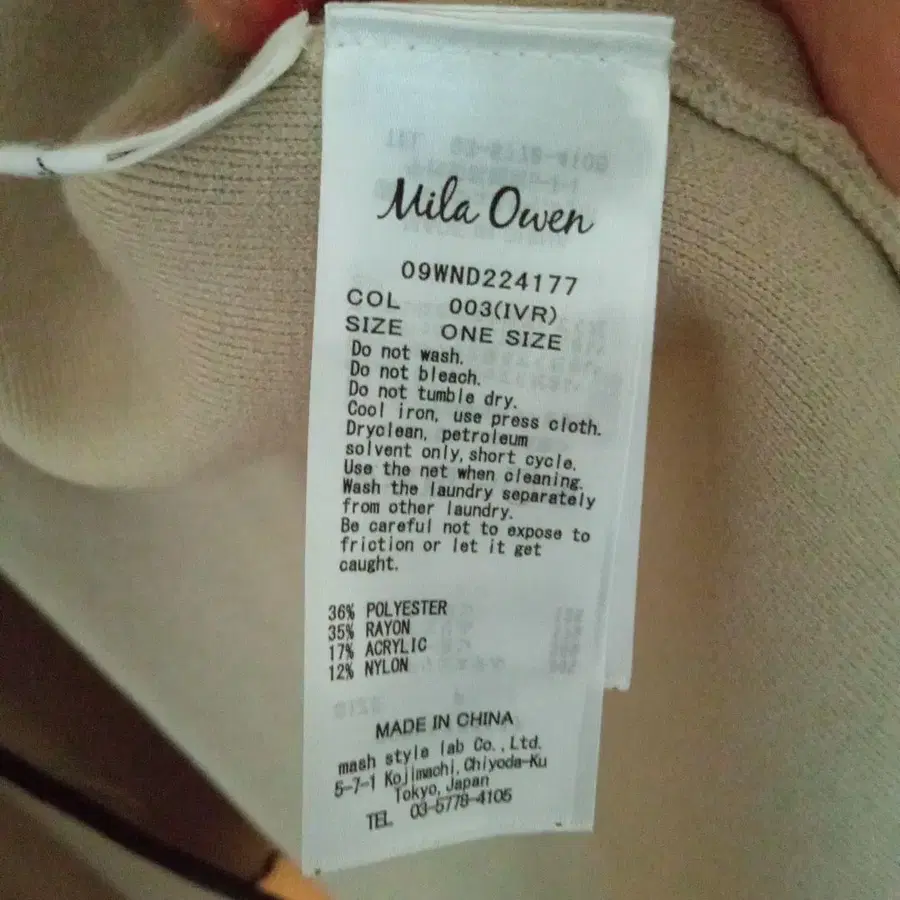 Mila Owen
09WND224177
COL 003(IVR)
SIZE ONE SIZE
Do not wash.
Do not bleach.
Do not tumble dry.
Cool iron, use press cloth.
Dryclean, petroleum
solvent only, short cycle.
Use the net when cleaning.
Wash the laundry separately
from other laundry.
Be careful not to expose to
friction or let it get
caught.
36% POLYESTER
35% RAYON
17% ACRYLIC
12% NYLON
MADE IN CHINA
mash style lab Co., Ltd.
5-7-1 Kojimachi, Chiyoda-Ku
Tokyo, Japan
TEL 03-5778-4105